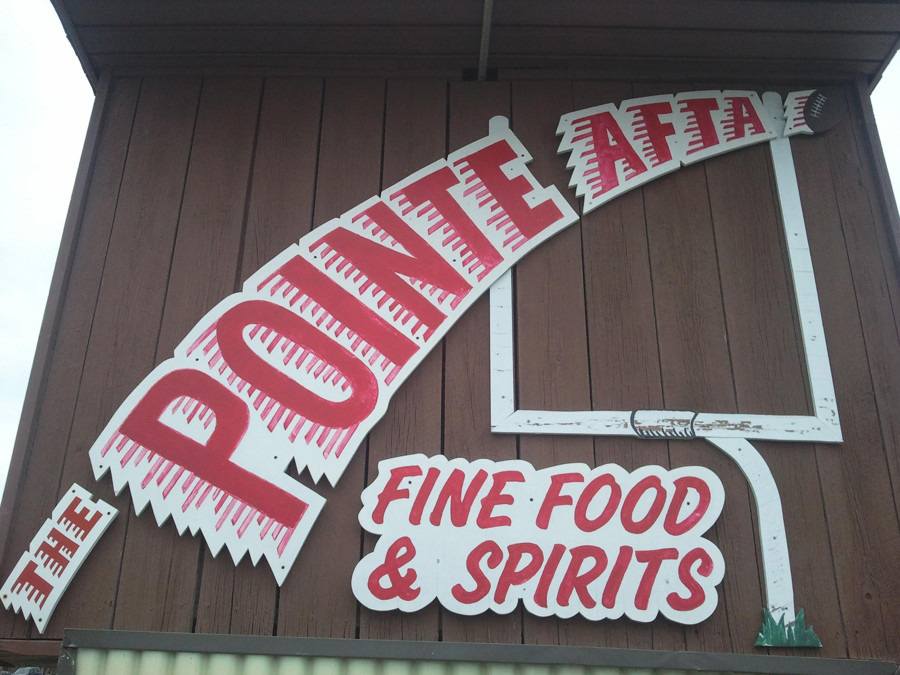 THE POINTE AFTA
FINE FOOD
& SPIRITS